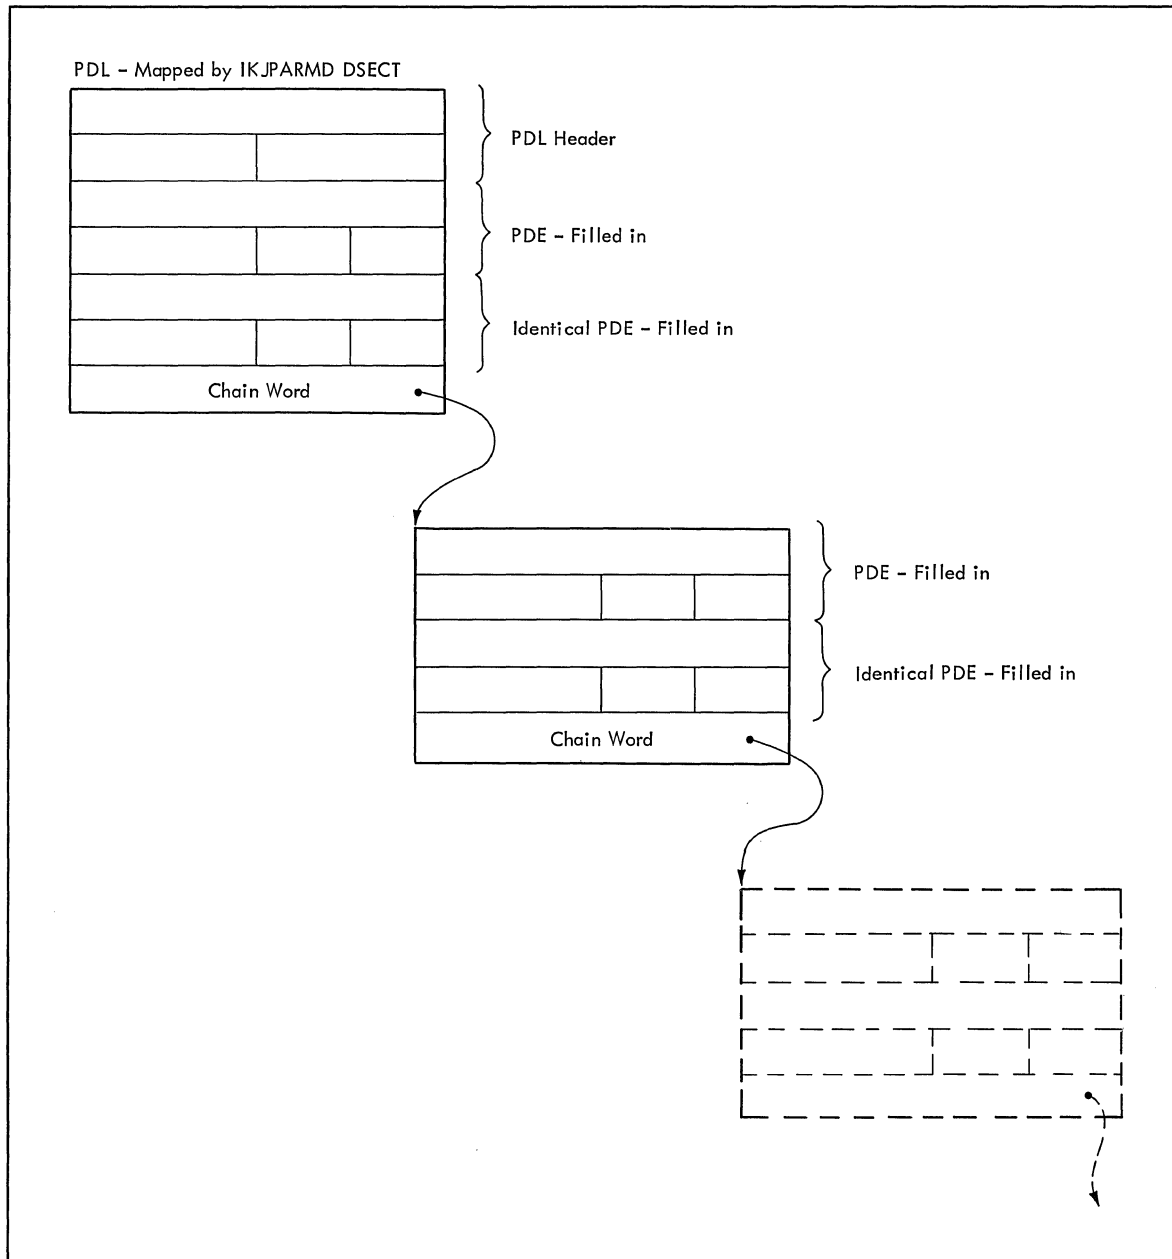 PDL - Mapped by IKJPARMD DSECT
PDL Header
PDE - Filled in
Identical PDE - Filled in
Chain Word
PDE - Filled in
Identical PDE - Filled in
Chain Word